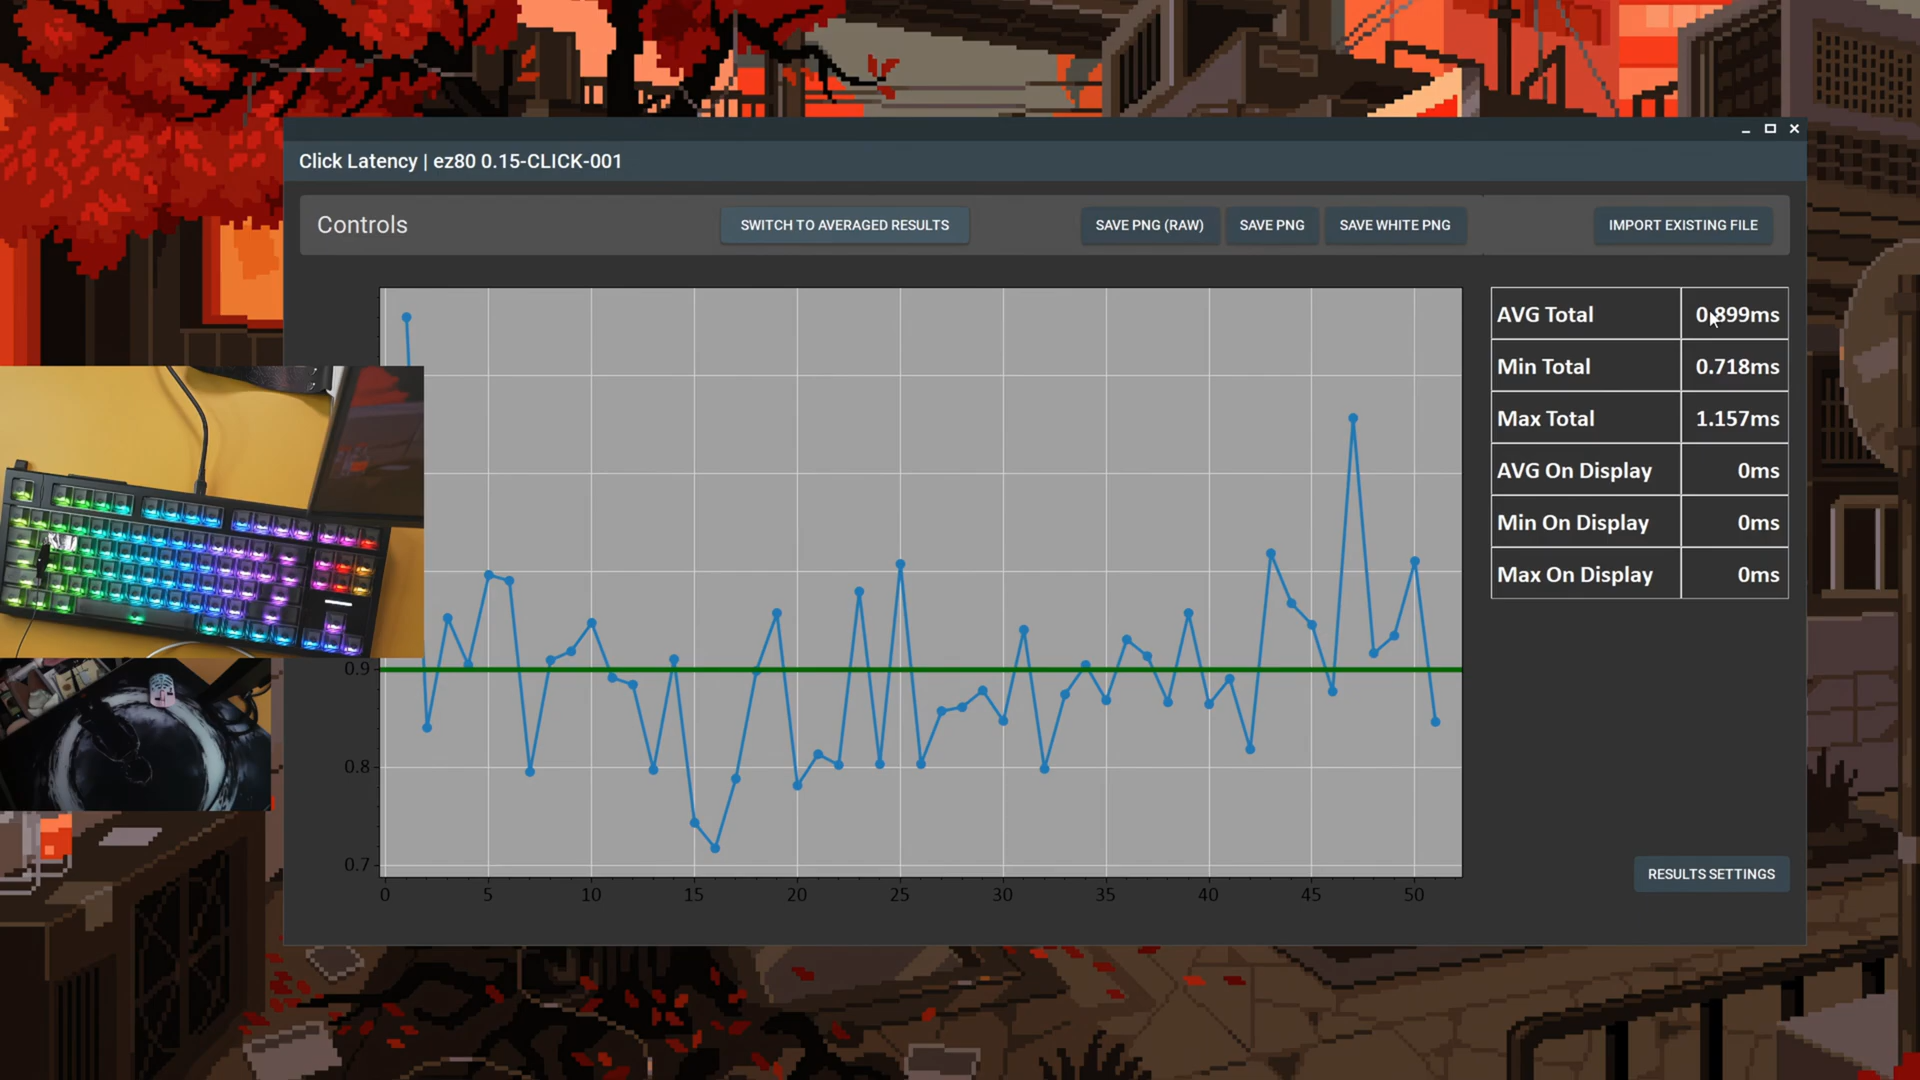 Click Latency | ez80 0.15-CLICK-001
Controls
SWITCH TO AVERAGED RESULTS
SAVE PNG (RAW)
SAVE PNG
SAVE WHITE PNG
IMPORT EXISTING FILE
AVG Total 0.899ms
Min Total 0.718ms
Max Total 1.157ms
AVG On Display 0ms
Min On Display 0ms
Max On Display 0ms
0.9
0.8
0.7
0 5 10 15 20 25 30 35 40 45 50
RESULTS SETTINGS